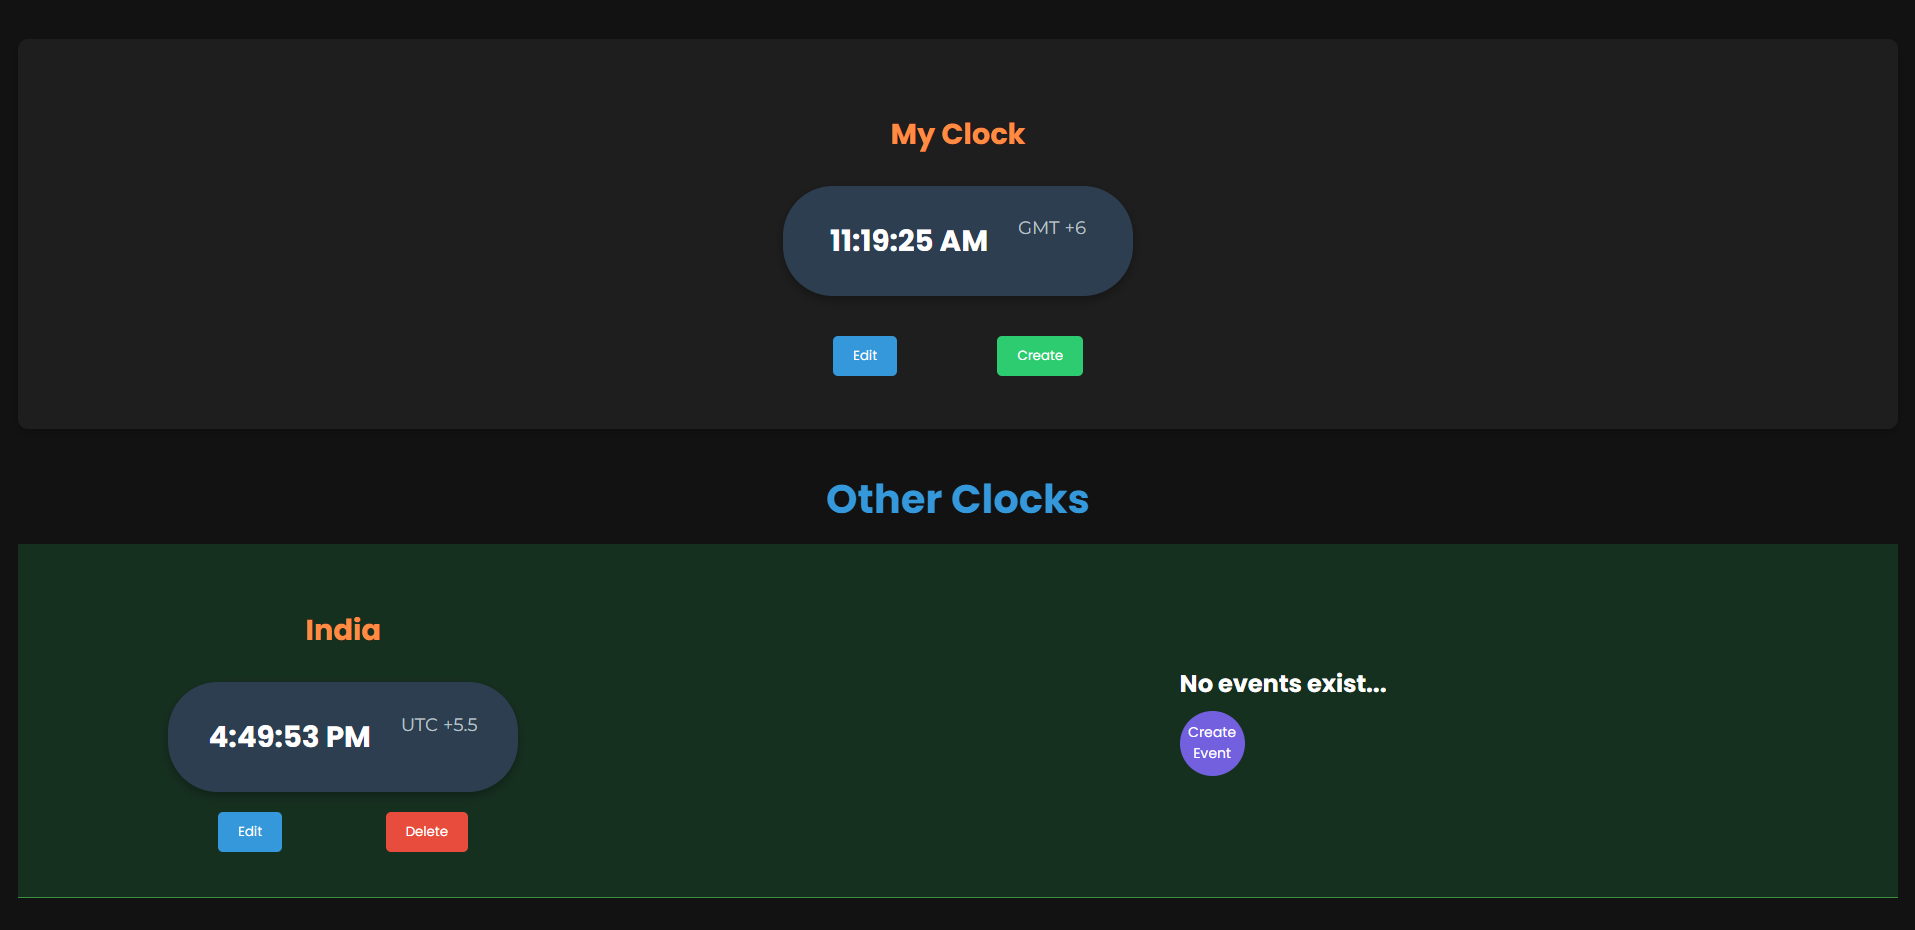 My Clock
11:19:25 AM GMT +6
Edit Create
Other Clocks
India
4:49:53 PM UTC +5.5
Edit Delete
No events exist...
Create
Event